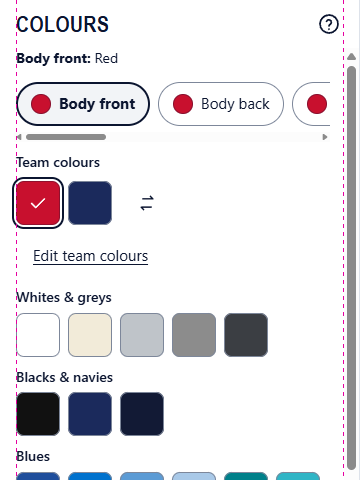 COLOURS
Body front: Red
Body front
Body back
Team colours
Edit team colours
Whites & greys
Blacks & navies
Blues